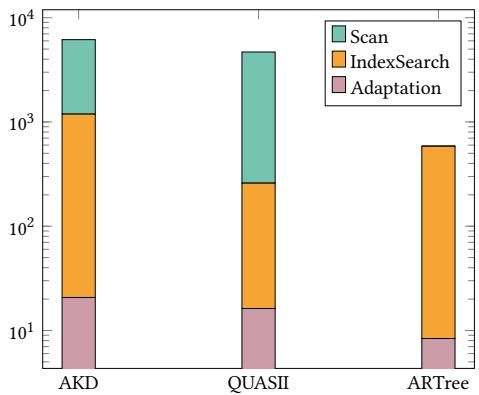 10^4
10^3
10^2
10^1
Scan
IndexSearch
Adaptation
AKD QUASII ARTree